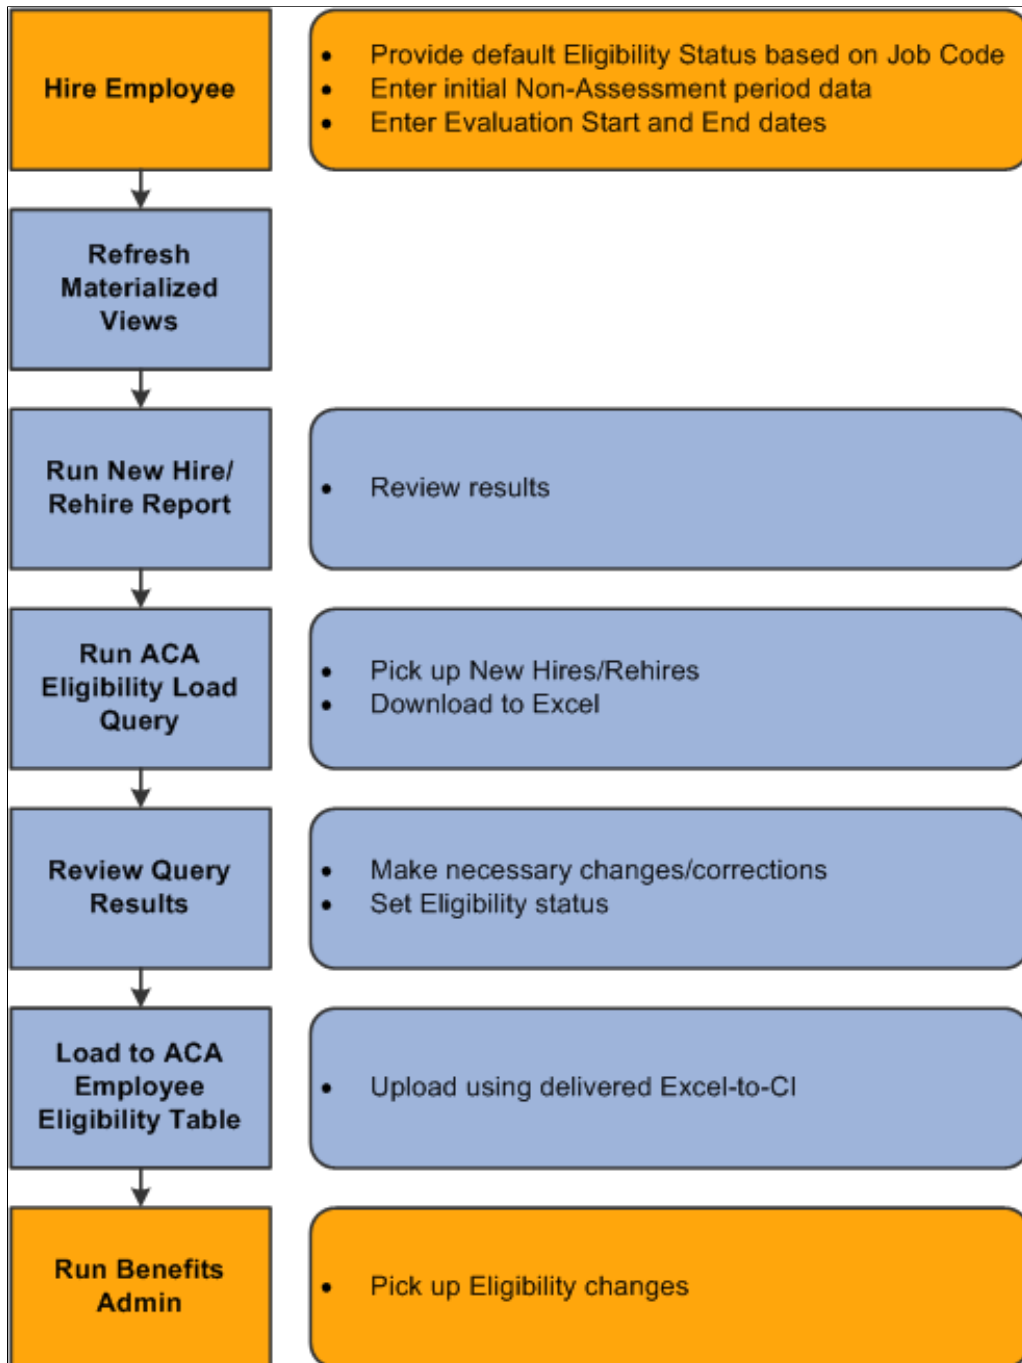 Hire Employee
• Provide default Eligibility Status based on Job Code
• Enter initial Non-Assessment period data
• Enter Evaluation Start and End dates
Refresh
Materialized
Views
Run New Hire/
Rehire Report
• Review results
Run ACA
Eligibility Load
Query
• Pick up New Hires/Rehires
• Download to Excel
Review Query
Results
• Make necessary changes/corrections
• Set Eligibility status
Load to ACA
Employee
Eligibility Table
• Upload using delivered Excel-to-CI
Run Benefits
Admin
• Pick up Eligibility changes